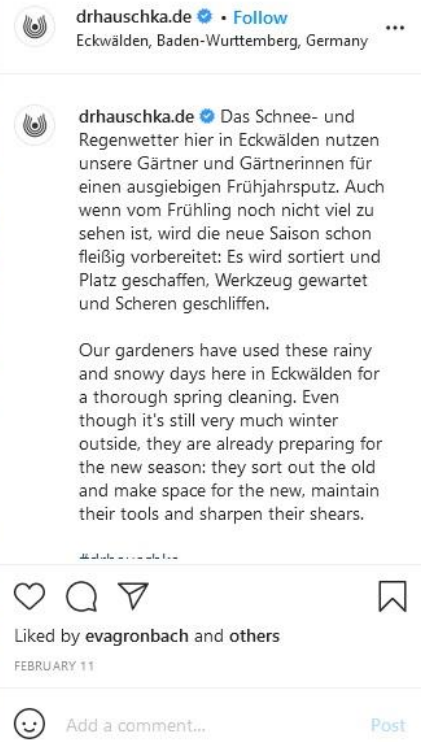 drhauschka.de • Follow
Eckwälden, Baden-Wurttemberg, Germany
drhauschka.de Das Schnee- und
Regenwetter hier in Eckwälden nutzen
unsere Gärtner und Gärtnerinnen für
einen ausgiebigen Frühjahrsputz. Auch
wenn vom Frühling noch nicht viel zu
sehen ist, wird die neue Saison schon
fleißig vorbereitet: Es wird sortiert und
Platz geschaffen, Werkzeug gewartet
und Scheren geschliffen.
Our gardeners have used these rainy
and snowy days here in Eckwälden for
a thorough spring cleaning. Even
though it's still very much winter
outside, they are already preparing for
the new season: they sort out the old
and make space for the new, maintain
their tools and sharpen their shears.
Liked by evagronbach and others
FEBRUARY 11
Add a comment... Post